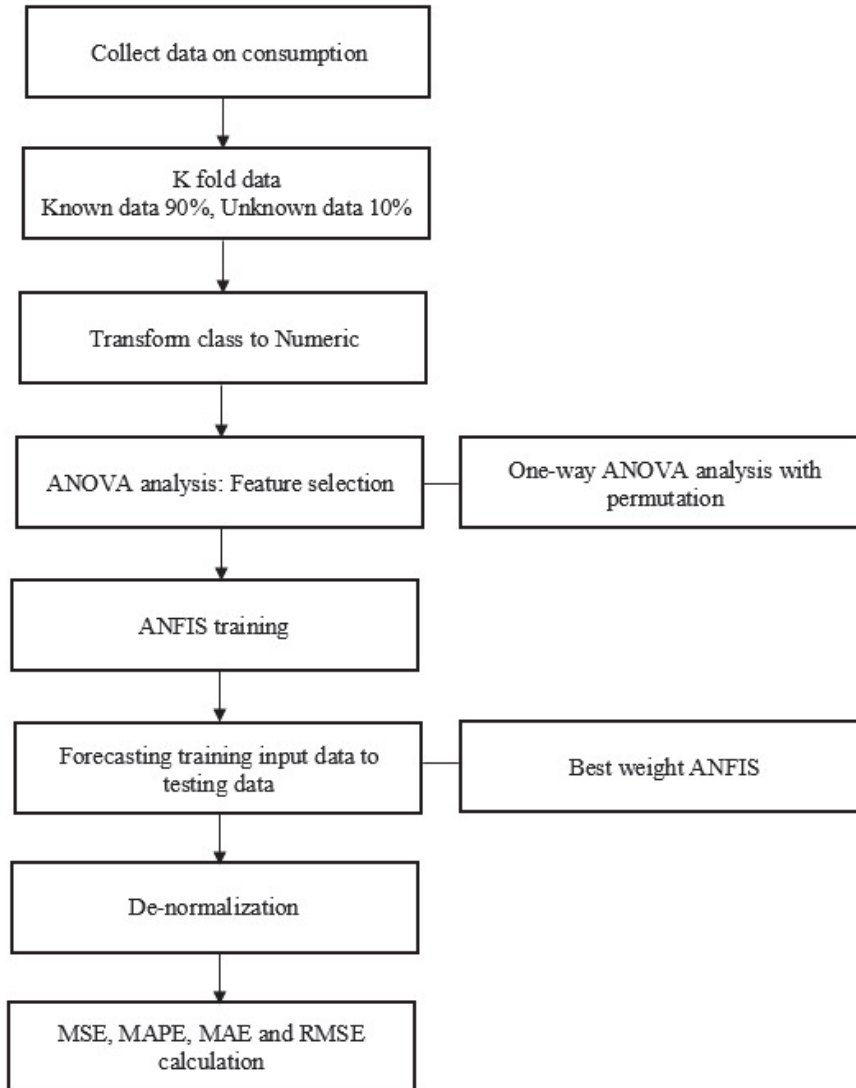 Collect data on consumption
K fold data
Known data 90%, Unknown data 10%
Transform class to Numeric
ANOVA analysis: Feature selection
One-way ANOVA analysis with
permutation
ANFIS training
Forecasting training input data to
testing data
Best weight ANFIS
De-normalization
MSE, MAPE, MAE and RMSE
calculation